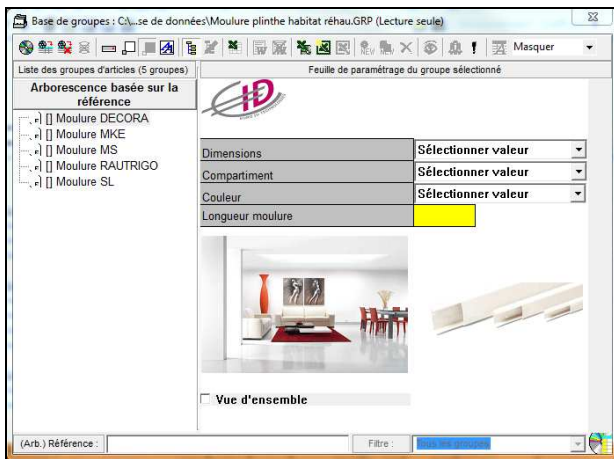 Base de groupes : C:\...se de données\Moulure plinthe habitat réhau.GRP (Lecture seule)
Masquer
Liste des groupes d'articles (5 groupes)
Feuille de paramétrage du groupe sélectionné
Arborescence basée sur la
référence
[] Moulure DECORA
[] Moulure MKE
[] Moulure MS
[] Moulure RAUTRIGO
[] Moulure SL
Dimensions
Sélectionner valeur
Compartiment
Sélectionner valeur
Couleur
Sélectionner valeur
Longueur moulure
Vue d'ensemble
(Arb.) Référence :
Filtre :
Tous les groupes